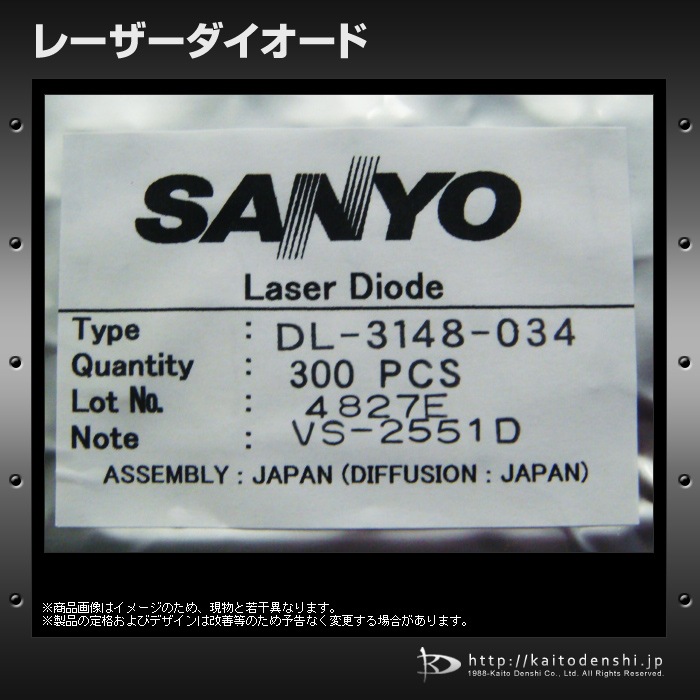 レーザーダイオード
SANYO
Laser Diode
Type : DL-3148-034
Quantity : 300 PCS
Lot No. : 4827E
Note : VS-2551D
ASSEMBLY : JAPAN (DIFFUSION : JAPAN)
※商品画像はイメージのため、現物と若干異なります。
※製品の定格およびデザインは改善等のため予告なく変更する場合があります。
http://kaitodenshi.jp
1988-Kaito Denshi Co., Ltd. All Rights Reserved.